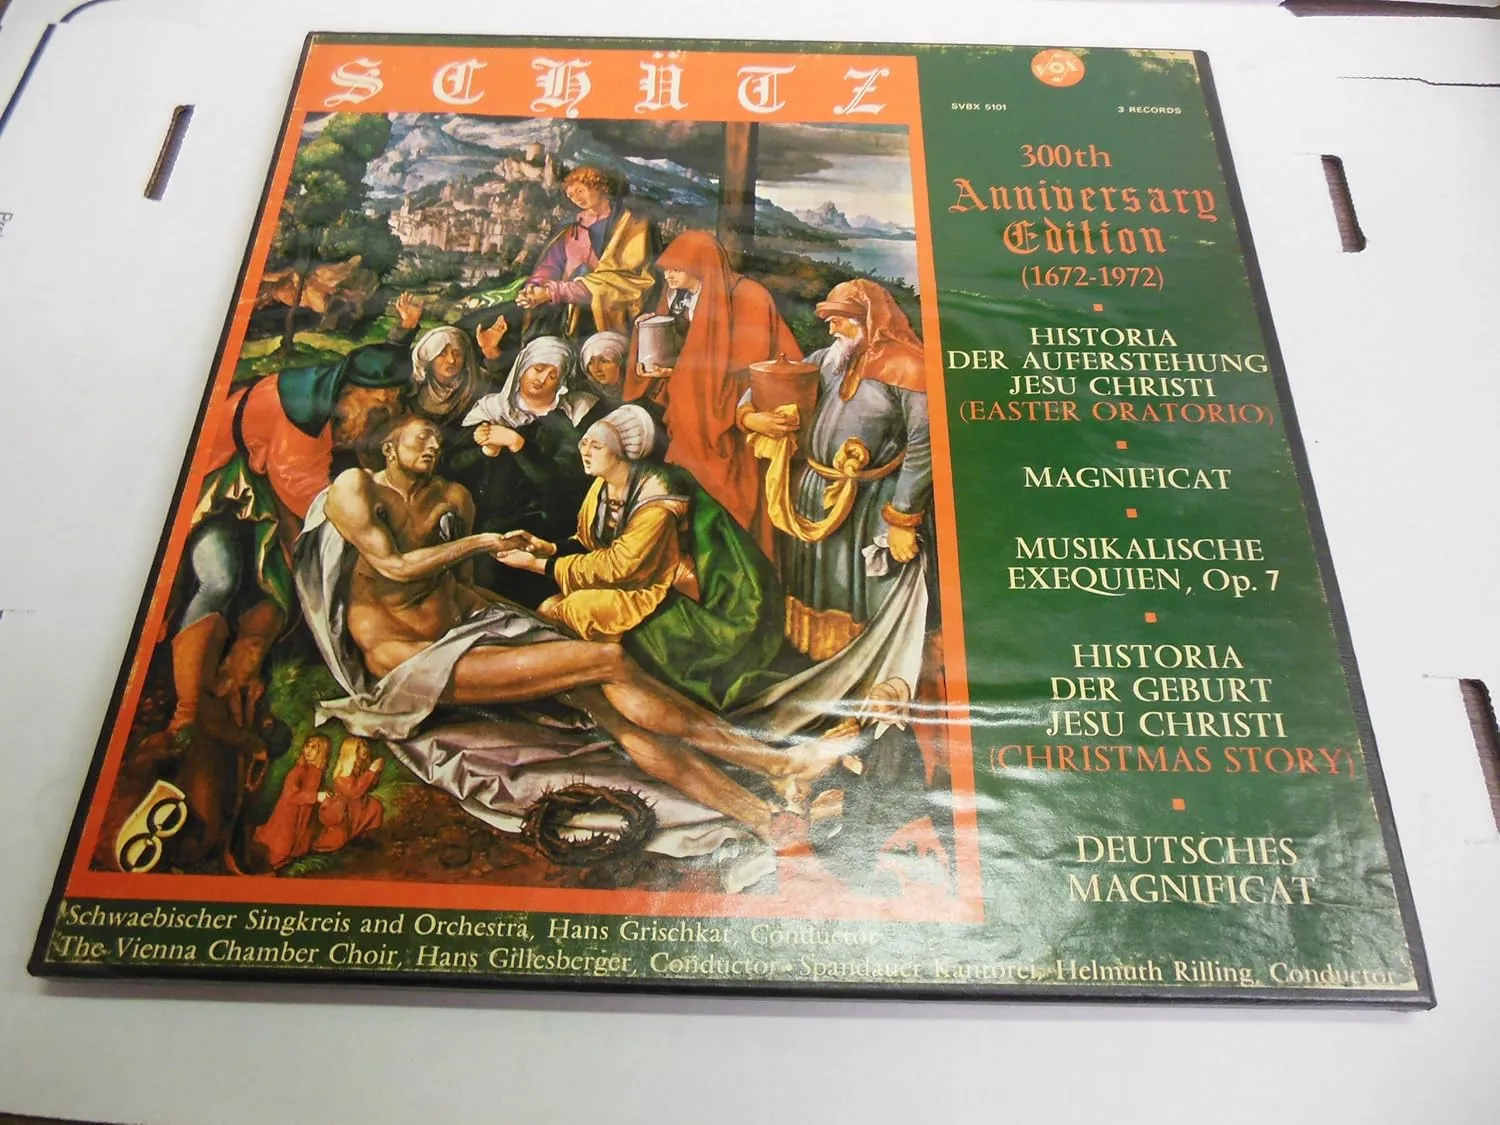 SCHÜTZ
VOX
SVBX 5101
3 RECORDS
300th
Anniversary
Edition
(1672-1972)
HISTORIA
DER AUFERSTEHUNG
JESU CHRISTI
(EASTER ORATORIO)
MAGNIFICAT
MUSIKALISCHE
EXEQUIEN, Op. 7
HISTORIA
DER GEBURT
JESU CHRISTI
(CHRISTMAS STORY)
DEUTSCHES
MAGNIFICAT
Schwaebischer Singkreis and Orchestra, Hans Grischkat, Conductor
The Vienna Chamber Choir, Hans Gillesberger, Conductor • Spandauer Kantorei, Helmuth Rilling, Conductor